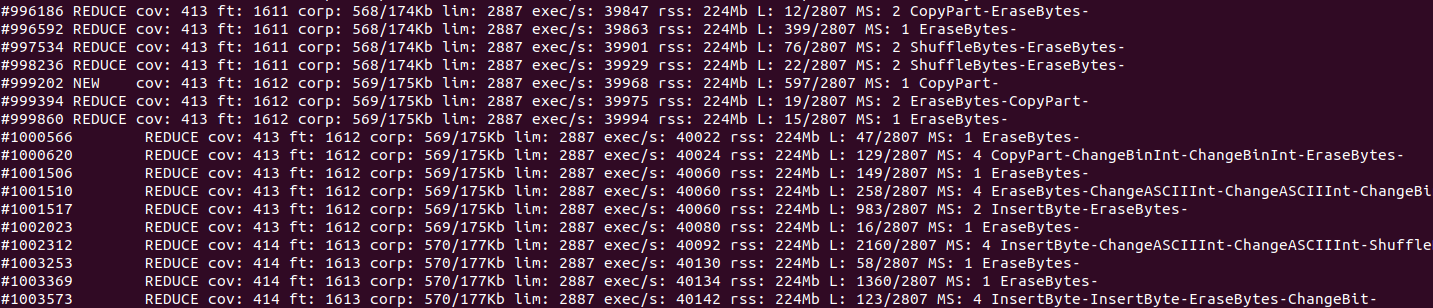 #996186 REDUCE cov: 413 ft: 1611 corp: 568/174Kb lim: 2887 exec/s: 39847 rss: 224Mb L: 12/2807 MS: 2 CopyPart-EraseBytes-
#996592 REDUCE cov: 413 ft: 1611 corp: 568/174Kb lim: 2887 exec/s: 39863 rss: 224Mb L: 399/2807 MS: 1 EraseBytes-
#997534 REDUCE cov: 413 ft: 1611 corp: 568/174Kb lim: 2887 exec/s: 39901 rss: 224Mb L: 76/2807 MS: 2 ShuffleBytes-EraseBytes-
#998236 REDUCE cov: 413 ft: 1611 corp: 568/174Kb lim: 2887 exec/s: 39929 rss: 224Mb L: 22/2807 MS: 2 ShuffleBytes-EraseBytes-
#999202 NEW    cov: 413 ft: 1612 corp: 569/175Kb lim: 2887 exec/s: 39968 rss: 224Mb L: 597/2807 MS: 1 CopyPart-
#999394 REDUCE cov: 413 ft: 1612 corp: 569/175Kb lim: 2887 exec/s: 39975 rss: 224Mb L: 19/2807 MS: 2 EraseBytes-CopyPart-
#999860 REDUCE cov: 413 ft: 1612 corp: 569/175Kb lim: 2887 exec/s: 39994 rss: 224Mb L: 15/2807 MS: 1 EraseBytes-
#1000566        REDUCE cov: 413 ft: 1612 corp: 569/175Kb lim: 2887 exec/s: 40022 rss: 224Mb L: 47/2807 MS: 1 EraseBytes-
#1000620        REDUCE cov: 413 ft: 1612 corp: 569/175Kb lim: 2887 exec/s: 40024 rss: 224Mb L: 129/2807 MS: 4 CopyPart-ChangeBinInt-ChangeBinInt-EraseBytes-
#1001506        REDUCE cov: 413 ft: 1612 corp: 569/175Kb lim: 2887 exec/s: 40060 rss: 224Mb L: 149/2807 MS: 1 EraseBytes-
#1001510        REDUCE cov: 413 ft: 1612 corp: 569/175Kb lim: 2887 exec/s: 40060 rss: 224Mb L: 258/2807 MS: 4 EraseBytes-ChangeASCIIInt-ChangeASCIIInt-ChangeBi
#1001517        REDUCE cov: 413 ft: 1612 corp: 569/175Kb lim: 2887 exec/s: 40060 rss: 224Mb L: 983/2807 MS: 2 InsertByte-EraseBytes-
#1002023        REDUCE cov: 413 ft: 1612 corp: 569/175Kb lim: 2887 exec/s: 40080 rss: 224Mb L: 16/2807 MS: 1 EraseBytes-
#1002312        REDUCE cov: 414 ft: 1613 corp: 570/177Kb lim: 2887 exec/s: 40092 rss: 224Mb L: 2160/2807 MS: 4 InsertByte-ChangeASCIIInt-ChangeASCIIInt-Shuffle
#1003253        REDUCE cov: 414 ft: 1613 corp: 570/177Kb lim: 2887 exec/s: 40130 rss: 224Mb L: 58/2807 MS: 1 EraseBytes-
#1003369        REDUCE cov: 414 ft: 1613 corp: 570/177Kb lim: 2887 exec/s: 40134 rss: 224Mb L: 1360/2807 MS: 1 EraseBytes-
#1003573        REDUCE cov: 414 ft: 1613 corp: 570/177Kb lim: 2887 exec/s: 40142 rss: 224Mb L: 123/2807 MS: 4 InsertByte-InsertByte-EraseBytes-ChangeBit-